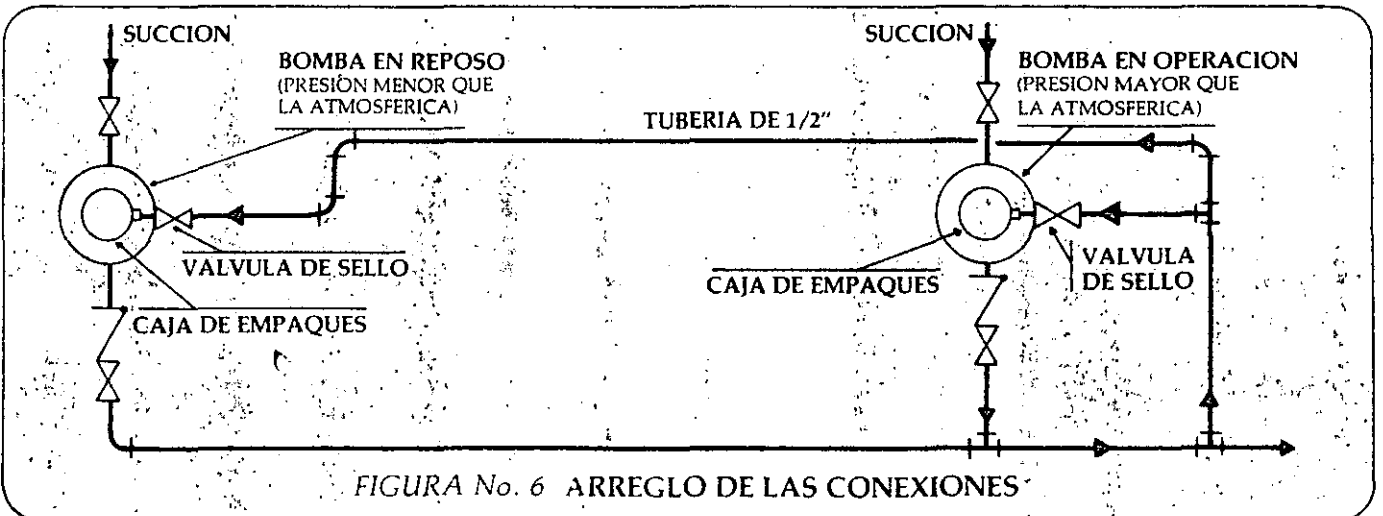 SUCCION
BOMBA EN REPOSO
(PRESIÓN MENOR QUE
LA ATMOSFERICA)
SUCCION
BOMBA EN OPERACION
(PRESION MAYOR QUE
LA ATMOSFERICA)
TUBERIA DE 1/2"
VALVULA DE SELLO
CAJA DE EMPAQUES
CAJA DE EMPAQUES
VALVULA
DE SELLO
FIGURA No. 6 ARREGLO DE LAS CONEXIONES